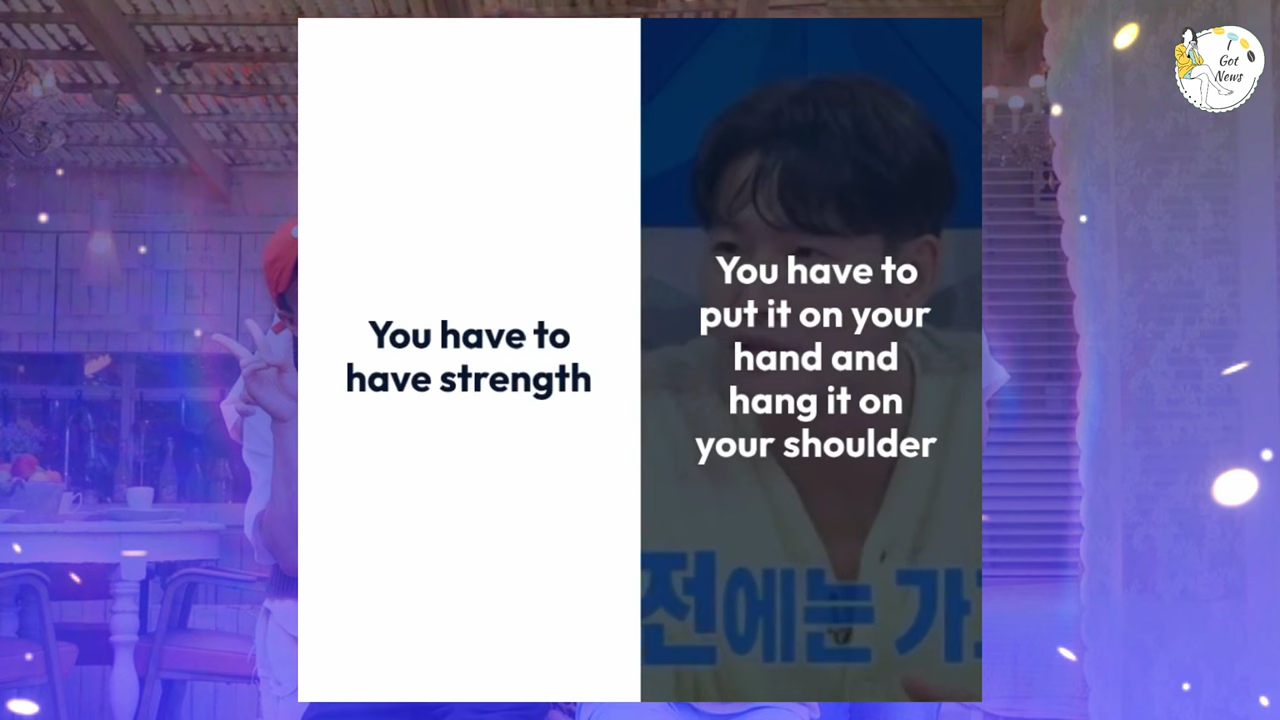 I
Got
News
You have to
have strength
You have to
put it on your
hand and
hang it on
your shoulder
전에는 가